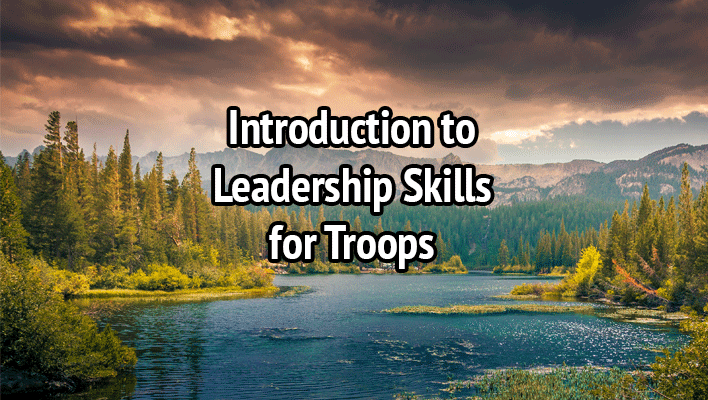 Introduction to
Leadership Skills
for Troops